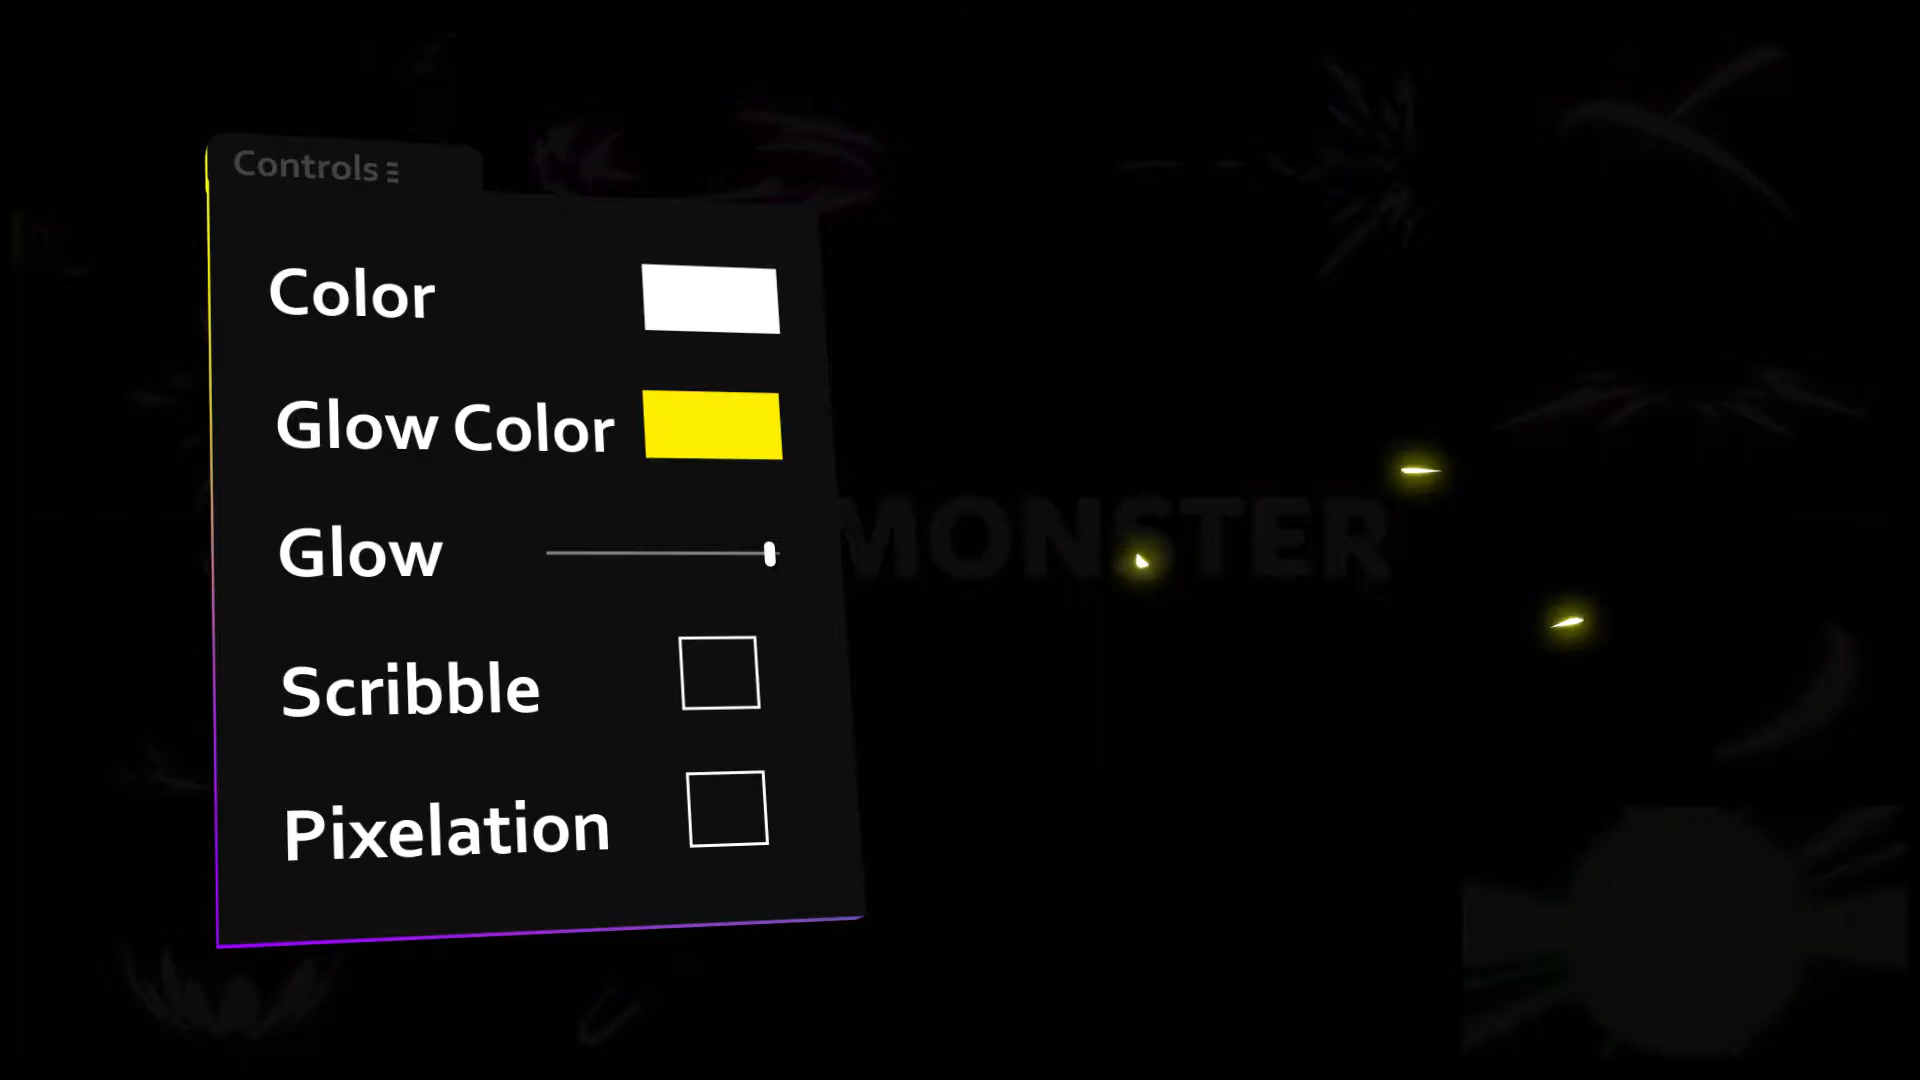 Controls
Color
Glow Color
MONSTER
Glow
Scribble
Pixelation